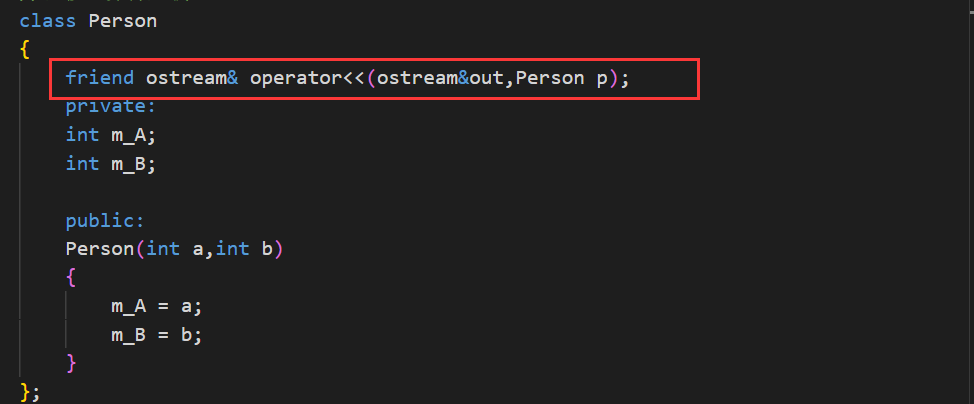 class Person
{
friend ostream& operator<<(ostream&out,Person p);
private:
int m_A;
int m_B;
public:
Person(int a,int b)
{
m_A = a;
m_B = b;
}
};